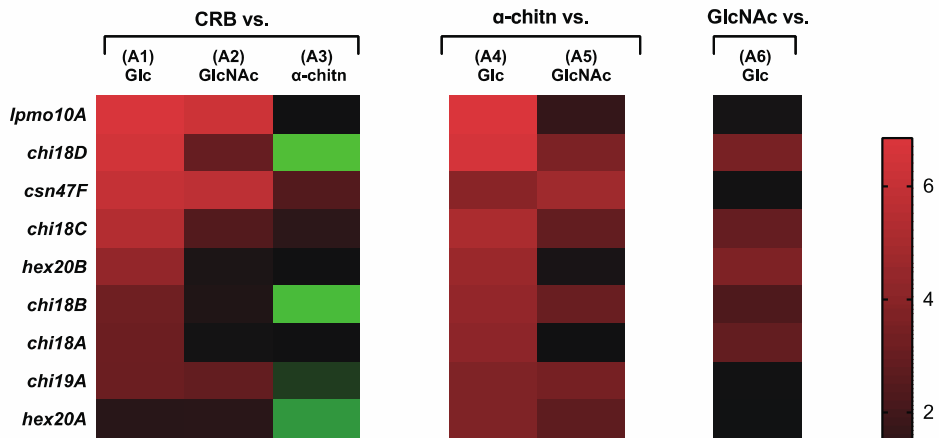 CRB vs.
α-chitn vs.
GlcNAc vs.
(A1) Glc
(A2) GlcNAc
(A3) α-chitn
(A4) Glc
(A5) GlcNAc
(A6) Glc
lpmo10A
chi18D
csn47F
chi18C
hex20B
chi18B
chi18A
chi19A
hex20A
6
4
2